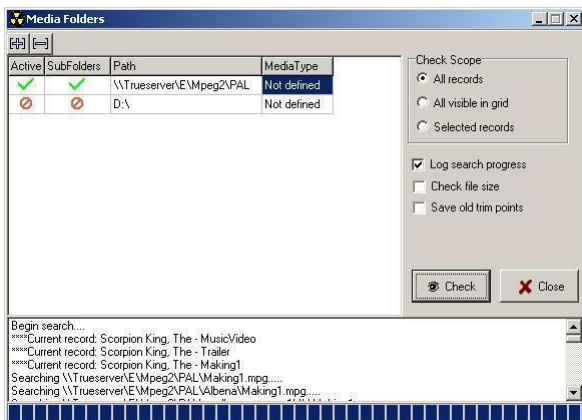 Media Folders
Active SubFolders Path MediaType
\\Trueserver\E\Mpeg2\PAL Not defined
D:\ Not defined
Check Scope
All records
All visible in grid
Selected records
Log search progress
Check file size
Save old trim points
Check Close
Begin search....
****Current record: Scorpion King, The - MusicVideo
****Current record: Scorpion King, The - Trailer
****Current record: Scorpion King, The - Making1
Searching \\Trueserver\E\Mpeg2\PAL\Making1.mpg.....
Searching \\Trueserver\E\Mpeg2\PAL\Albena\Making1.mpg.....